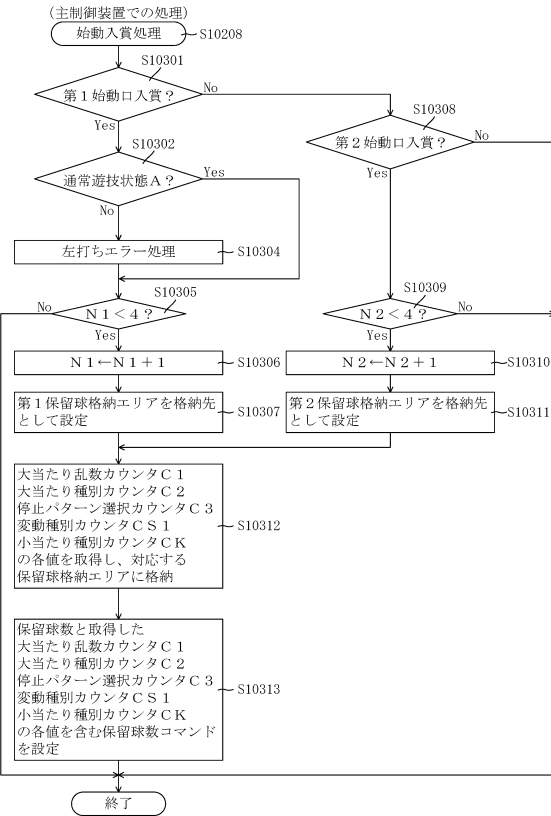 (主制御装置での処理)
始動入賞処理
S10208
S10301
第1始動口入賞？
No
Yes
S10308
第2始動口入賞？
No
Yes
S10302
通常遊技状態A？
Yes
No
左打ちエラー処理
S10304
S10305
No
N1＜4？
Yes
S10309
N2＜4？
No
Yes
N1←N1＋1
S10306
N2←N2＋1
S10310
第1保留球格納エリアを格納先
として設定
S10307
第2保留球格納エリアを格納先
として設定
S10311
大当たり乱数カウンタC1
大当たり種別カウンタC2
停止パターン選択カウンタC3
変動種別カウンタCS1
小当たり種別カウンタCK
の各値を取得し、対応する
保留球格納エリアに格納
S10312
保留球数と取得した
大当たり乱数カウンタC1
大当たり種別カウンタC2
停止パターン選択カウンタC3
変動種別カウンタCS1
小当たり種別カウンタCK
の各値を含む保留球数コマンド
を設定
S10313
終了